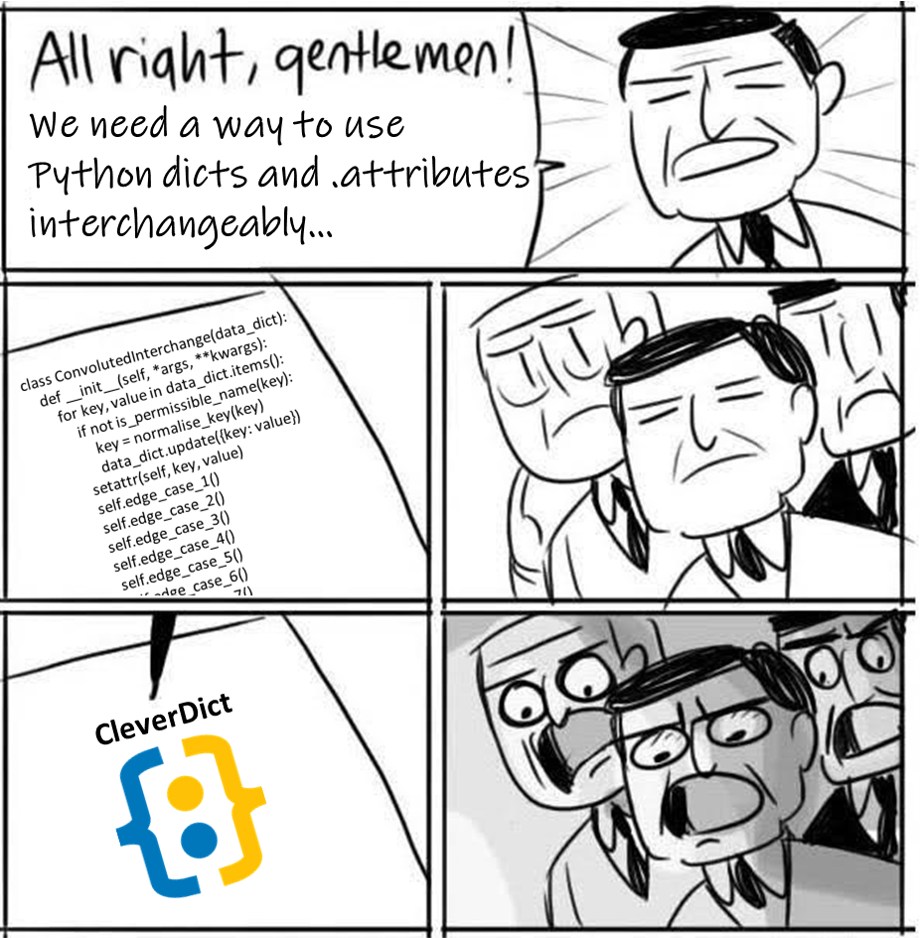 All right, gentlemen!
We need a way to use
Python dicts and .attributes
interchangeably...
class ConvolutedInterchange(data_dict):
def __init__(self, *args, **kwargs):
for key, value in data_dict.items():
if not is_permissible_name(key):
key = normalise_key(key)
data_dict.update({key: value})
setattr(self, key, value)
self.edge_case_1()
self.edge_case_2()
self.edge_case_3()
self.edge_case_4()
self.edge_case_5()
self.edge_case_6()
CleverDict